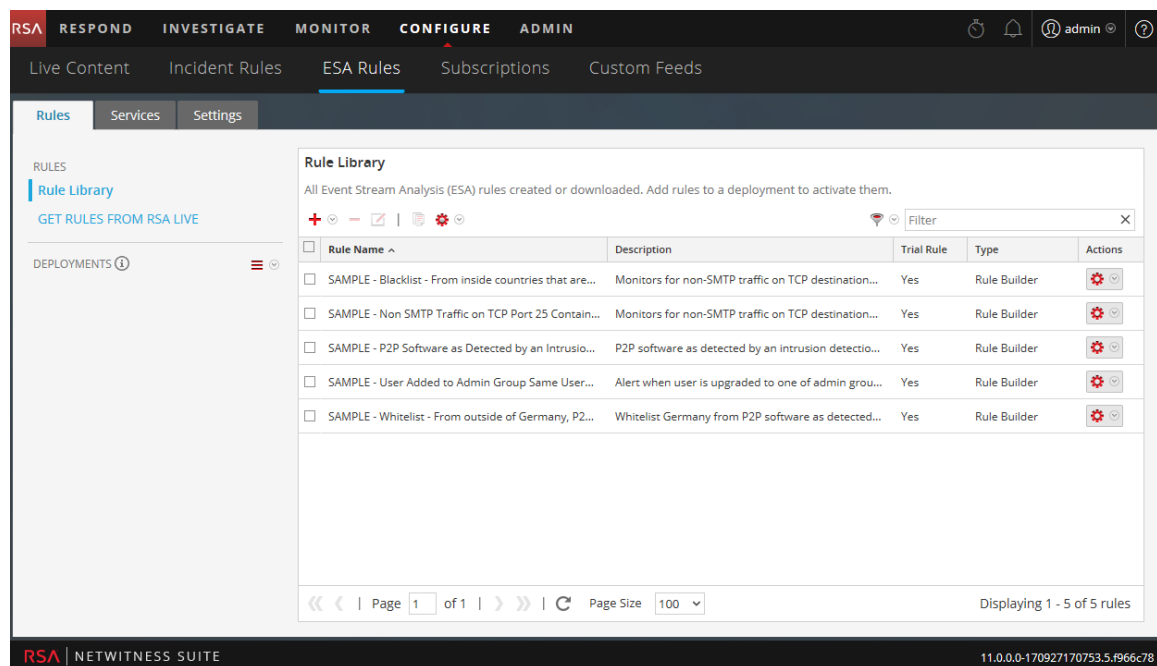 RSA RESPOND INVESTIGATE MONITOR CONFIGURE ADMIN admin
Live Content Incident Rules ESA Rules Subscriptions Custom Feeds
Rules Services Settings
RULES
Rule Library
GET RULES FROM RSA LIVE
DEPLOYMENTS
Rule Library
All Event Stream Analysis (ESA) rules created or downloaded. Add rules to a deployment to activate them.
Filter
Rule Name Description Trial Rule Type Actions
SAMPLE - Blacklist - From inside countries that are... Monitors for non-SMTP traffic on TCP destination... Yes Rule Builder
SAMPLE - Non SMTP Traffic on TCP Port 25 Contain... Monitors for non-SMTP traffic on TCP destination... Yes Rule Builder
SAMPLE - P2P Software as Detected by an Intrusio... P2P software as detected by an intrusion detectio... Yes Rule Builder
SAMPLE - User Added to Admin Group Same User... Alert when user is upgraded to one of admin grou... Yes Rule Builder
SAMPLE - Whitelist - From outside of Germany, P2... Whitelist Germany from P2P software as detected... Yes Rule Builder
Page 1 of 1 Page Size 100 Displaying 1 - 5 of 5 rules
RSA NETWITNESS SUITE 11.0.0.0-170927170753.5.f966c78